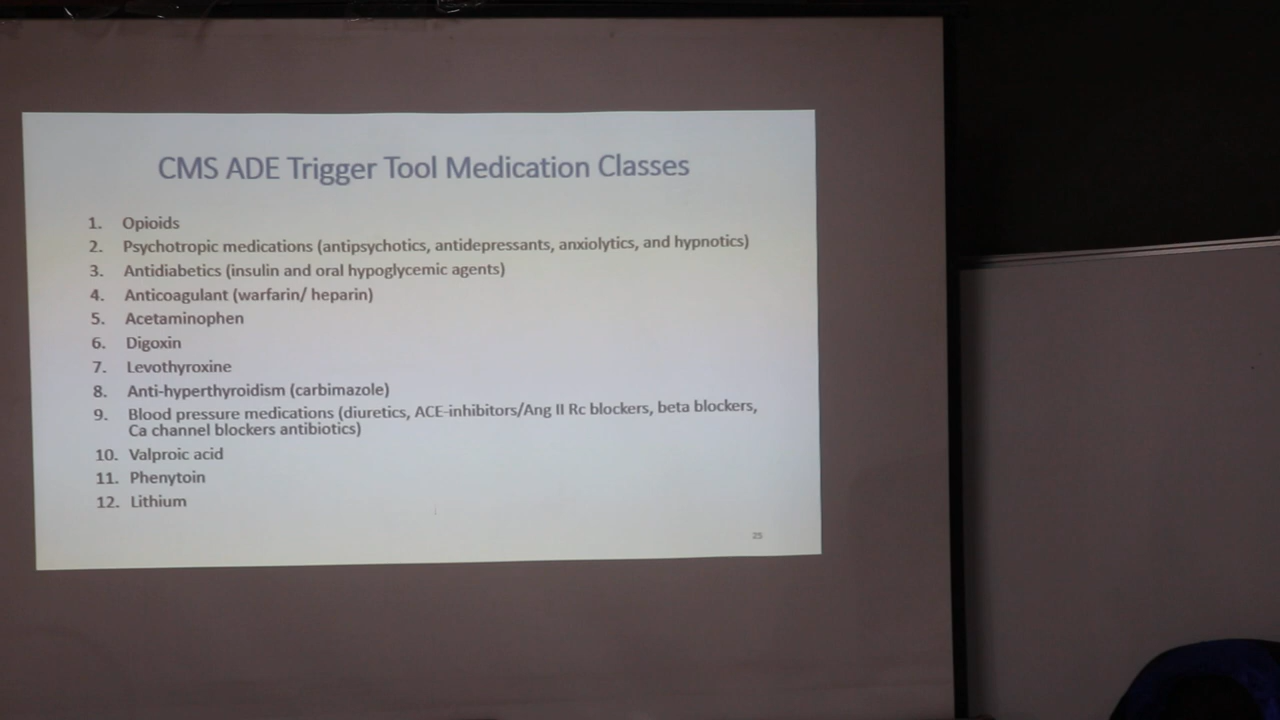 CMS ADE Trigger Tool Medication Classes
1. Opioids
2. Psychotropic medications (antipsychotics, antidepressants, anxiolytics, and hypnotics)
3. Antidiabetics (insulin and oral hypoglycemic agents)
4. Anticoagulant (warfarin/ heparin)
5. Acetaminophen
6. Digoxin
7. Levothyroxine
8. Anti-hyperthyroidism (carbimazole)
9. Blood pressure medications (diuretics, ACE-inhibitors/Ang II Rc blockers, beta blockers,
Ca channel blockers antibiotics)
10. Valproic acid
11. Phenytoin
12. Lithium
25